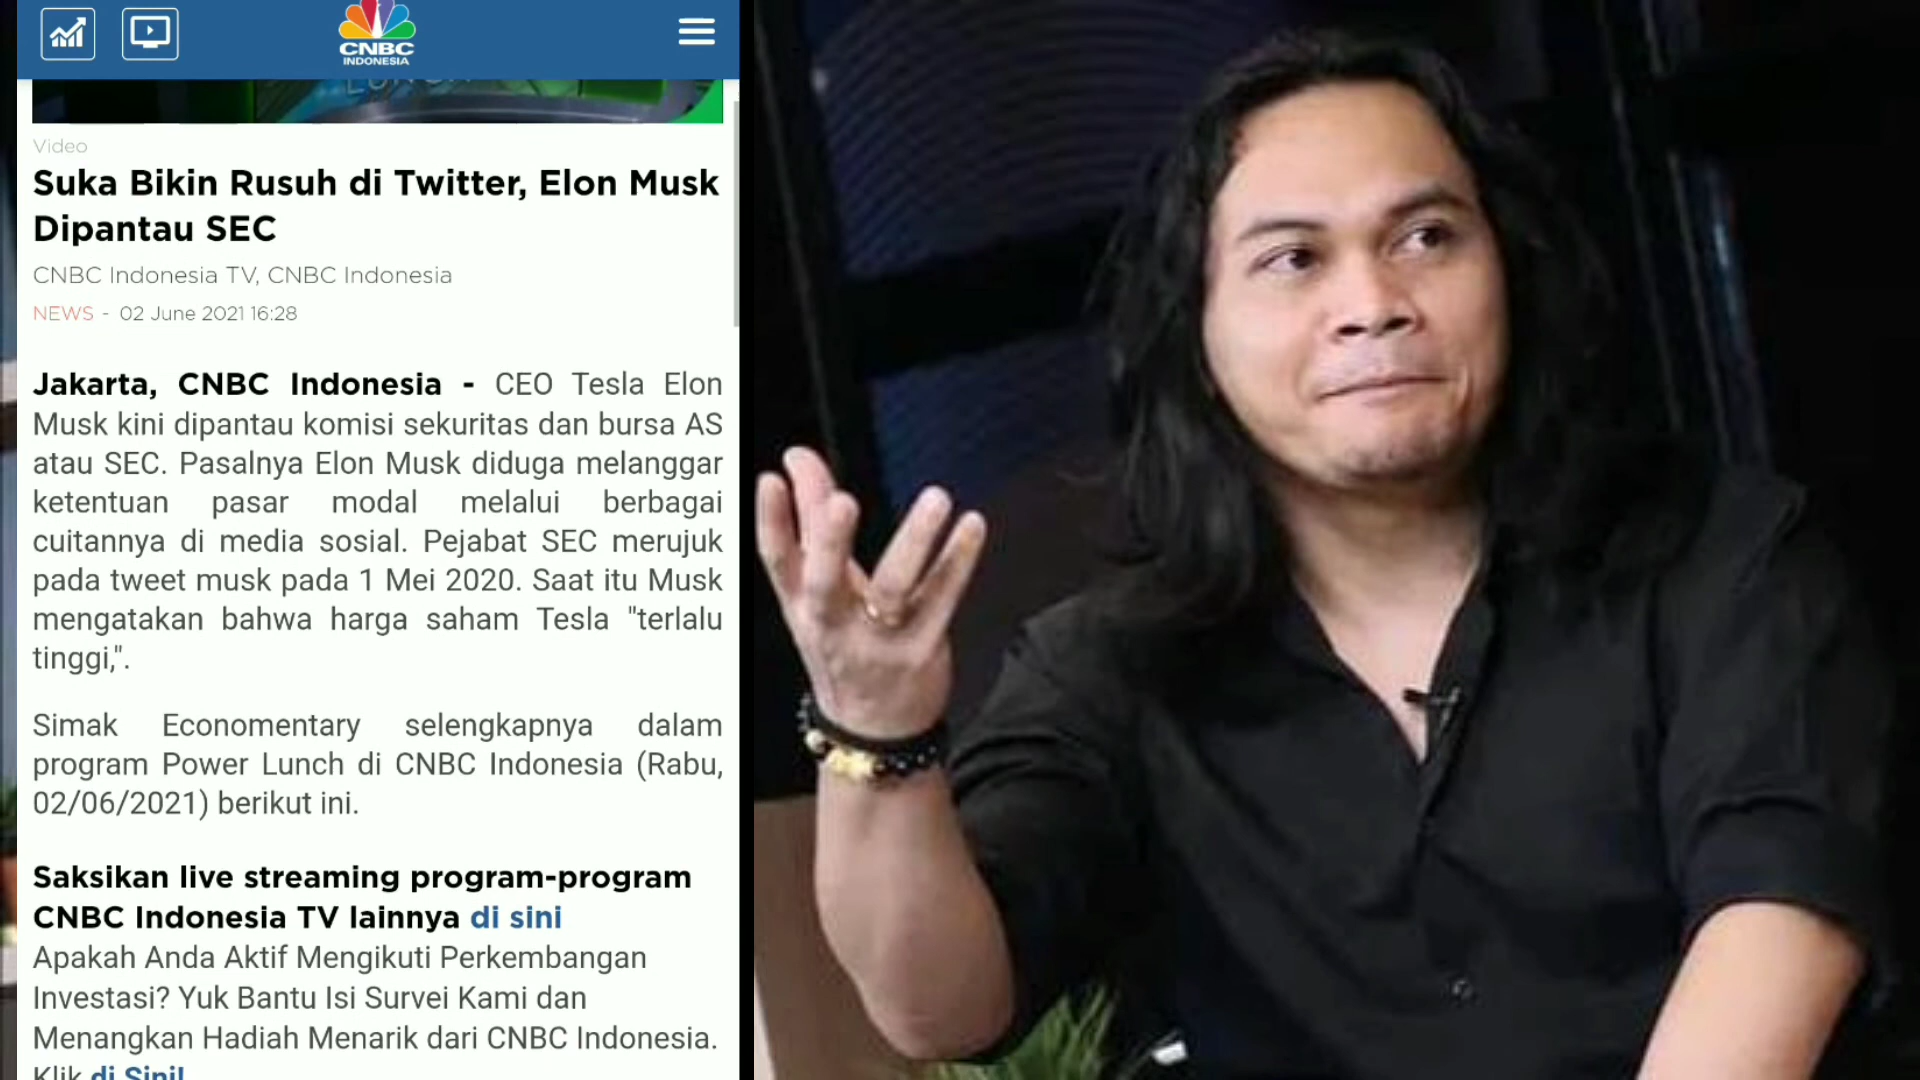 CNBC
INDONESIA
LUNCH
Video
Suka Bikin Rusuh di Twitter, Elon Musk
Dipantau SEC
CNBC Indonesia TV, CNBC Indonesia
NEWS - 02 June 2021 16:28
Jakarta, CNBC Indonesia - CEO Tesla Elon
Musk kini dipantau komisi sekuritas dan bursa AS
atau SEC. Pasalnya Elon Musk diduga melanggar
ketentuan pasar modal melalui berbagai
cuitannya di media sosial. Pejabat SEC merujuk
pada tweet musk pada 1 Mei 2020. Saat itu Musk
mengatakan bahwa harga saham Tesla "terlalu
tinggi,".
Simak Economentary selengkapnya dalam
program Power Lunch di CNBC Indonesia (Rabu,
02/06/2021) berikut ini.
Saksikan live streaming program-program
CNBC Indonesia TV lainnya di sini
Apakah Anda Aktif Mengikuti Perkembangan
Investasi? Yuk Bantu Isi Survei Kami dan
Menangkan Hadiah Menarik dari CNBC Indonesia.
Klik di Sini!